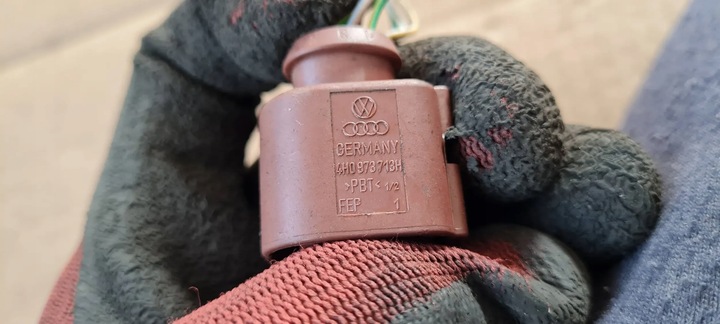 GERMANY
4H0 973 713H
>PBT< 1/2
FEP 1